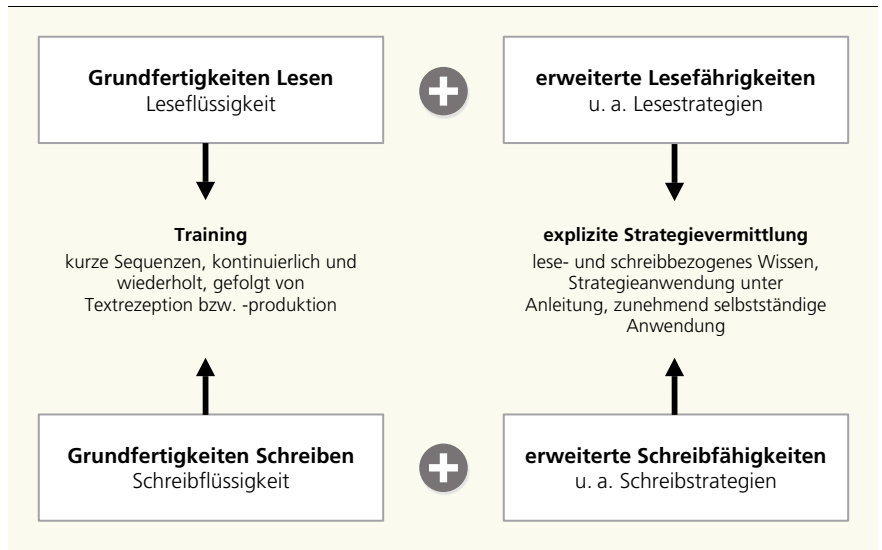 Grundfertigkeiten Lesen
Leseflüssigkeit
erweiterte Lesefährigkeiten
u. a. Lesestrategien
Training
kurze Sequenzen, kontinuierlich und
wiederholt, gefolgt von
Textrezeption bzw. -produktion
explizite Strategievermittlung
lese- und schreibbezogenes Wissen,
Strategieanwendung unter
Anleitung, zunehmend selbstständige
Anwendung
Grundfertigkeiten Schreiben
Schreibflüssigkeit
erweiterte Schreibfähigkeiten
u. a. Schreibstrategien